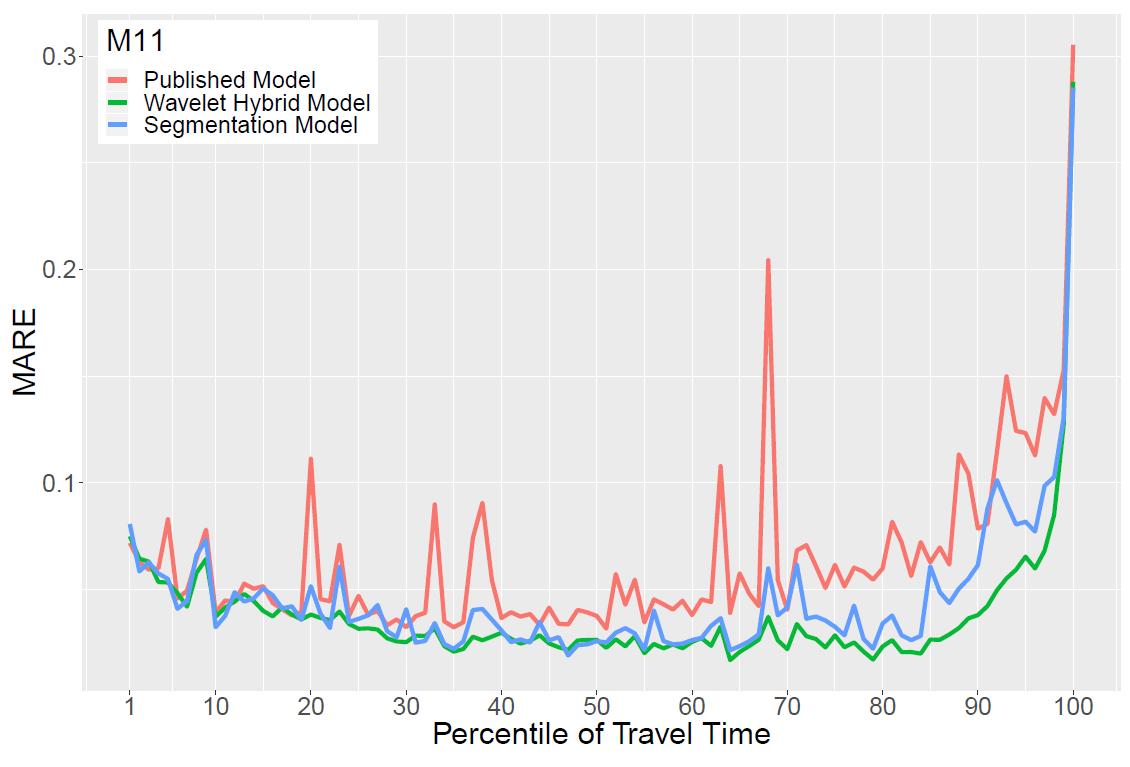 M11
Published Model
Wavelet Hybrid Model
Segmentation Model
0.3
0.2
0.1
MARE
1 10 20 30 40 50 60 70 80 90 100
Percentile of Travel Time